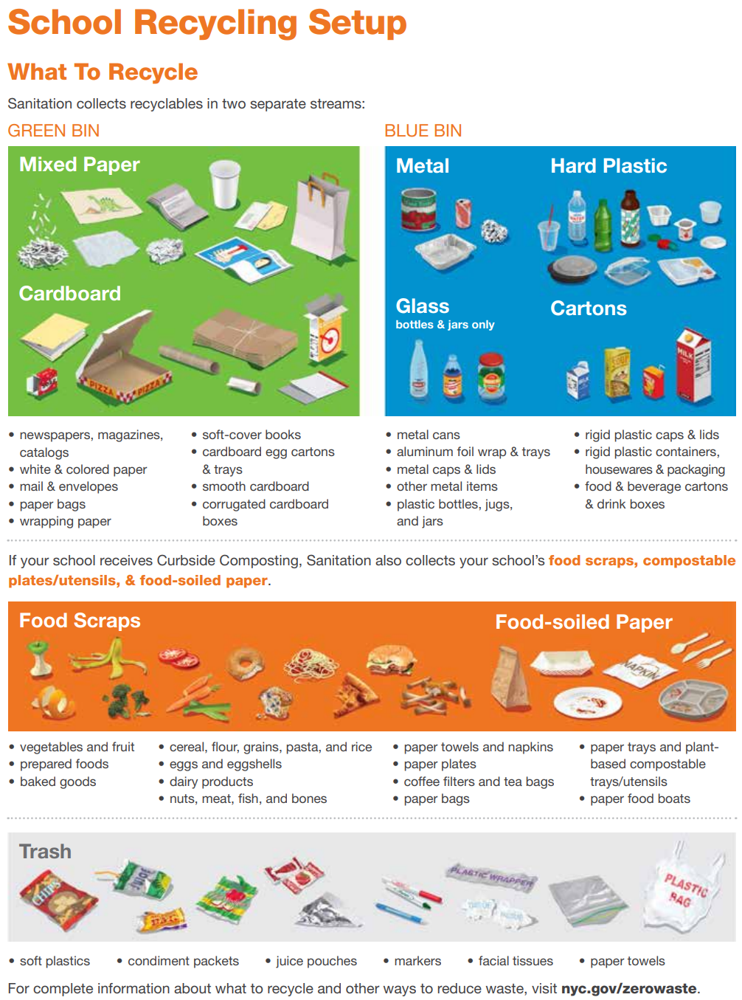 School Recycling Setup
What To Recycle
Sanitation collects recyclables in two separate streams:
GREEN BIN
Mixed Paper
Cardboard
PIZZA PIZZA
• newspapers, magazines,
catalogs
• white & colored paper
• mail & envelopes
• paper bags
• wrapping paper
• soft-cover books
• cardboard egg cartons
& trays
• smooth cardboard
• corrugated cardboard
boxes
BLUE BIN
Metal
Hard Plastic
WATER
Glass
bottles & jars only
Cartons
MILK
SOUP
MILK
• metal cans
• aluminum foil wrap & trays
• metal caps & lids
• other metal items
• plastic bottles, jugs,
and jars
• rigid plastic caps & lids
• rigid plastic containers,
housewares & packaging
• food & beverage cartons
& drink boxes
If your school receives Curbside Composting, Sanitation also collects your school's food scraps, compostable
plates/utensils, & food-soiled paper.
Food Scraps
Food-soiled Paper
NAPKIN
• vegetables and fruit
• prepared foods
• baked goods
• cereal, flour, grains, pasta, and rice
• eggs and eggshells
• dairy products
• nuts, meat, fish, and bones
• paper towels and napkins
• paper plates
• coffee filters and tea bags
• paper bags
• paper trays and plant-
based compostable
trays/utensils
• paper food boats
Trash
CHIPS
JUICE
PLASTIC WRAPPER
PLASTIC
BAG
• soft plastics
• condiment packets
• juice pouches
• markers
• facial tissues
• paper towels
For complete information about what to recycle and other ways to reduce waste, visit nyc.gov/zerowaste.